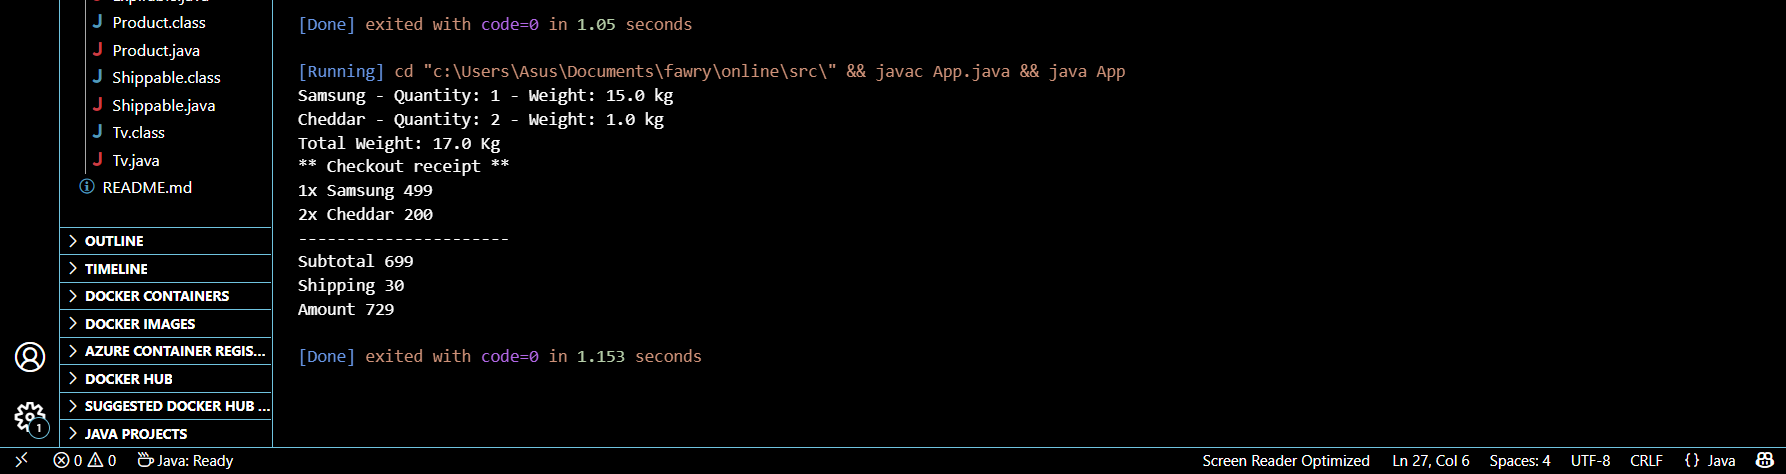 Product.class
Product.java
Shippable.class
Shippable.java
Tv.class
Tv.java
README.md
OUTLINE
TIMELINE
DOCKER CONTAINERS
DOCKER IMAGES
AZURE CONTAINER REGIS...
DOCKER HUB
SUGGESTED DOCKER HUB ...
JAVA PROJECTS
1
[Done] exited with code=0 in 1.05 seconds
[Running] cd "c:\Users\Asus\Documents\fawry\online\src\" && javac App.java && java App
Samsung - Quantity: 1 - Weight: 15.0 kg
Cheddar - Quantity: 2 - Weight: 1.0 kg
Total Weight: 17.0 Kg
** Checkout receipt **
1x Samsung 499
2x Cheddar 200
----------------------
Subtotal 699
Shipping 30
Amount 729
[Done] exited with code=0 in 1.153 seconds
0 0 Java: Ready
Screen Reader Optimized Ln 27, Col 6 Spaces: 4 UTF-8 CRLF {} Java